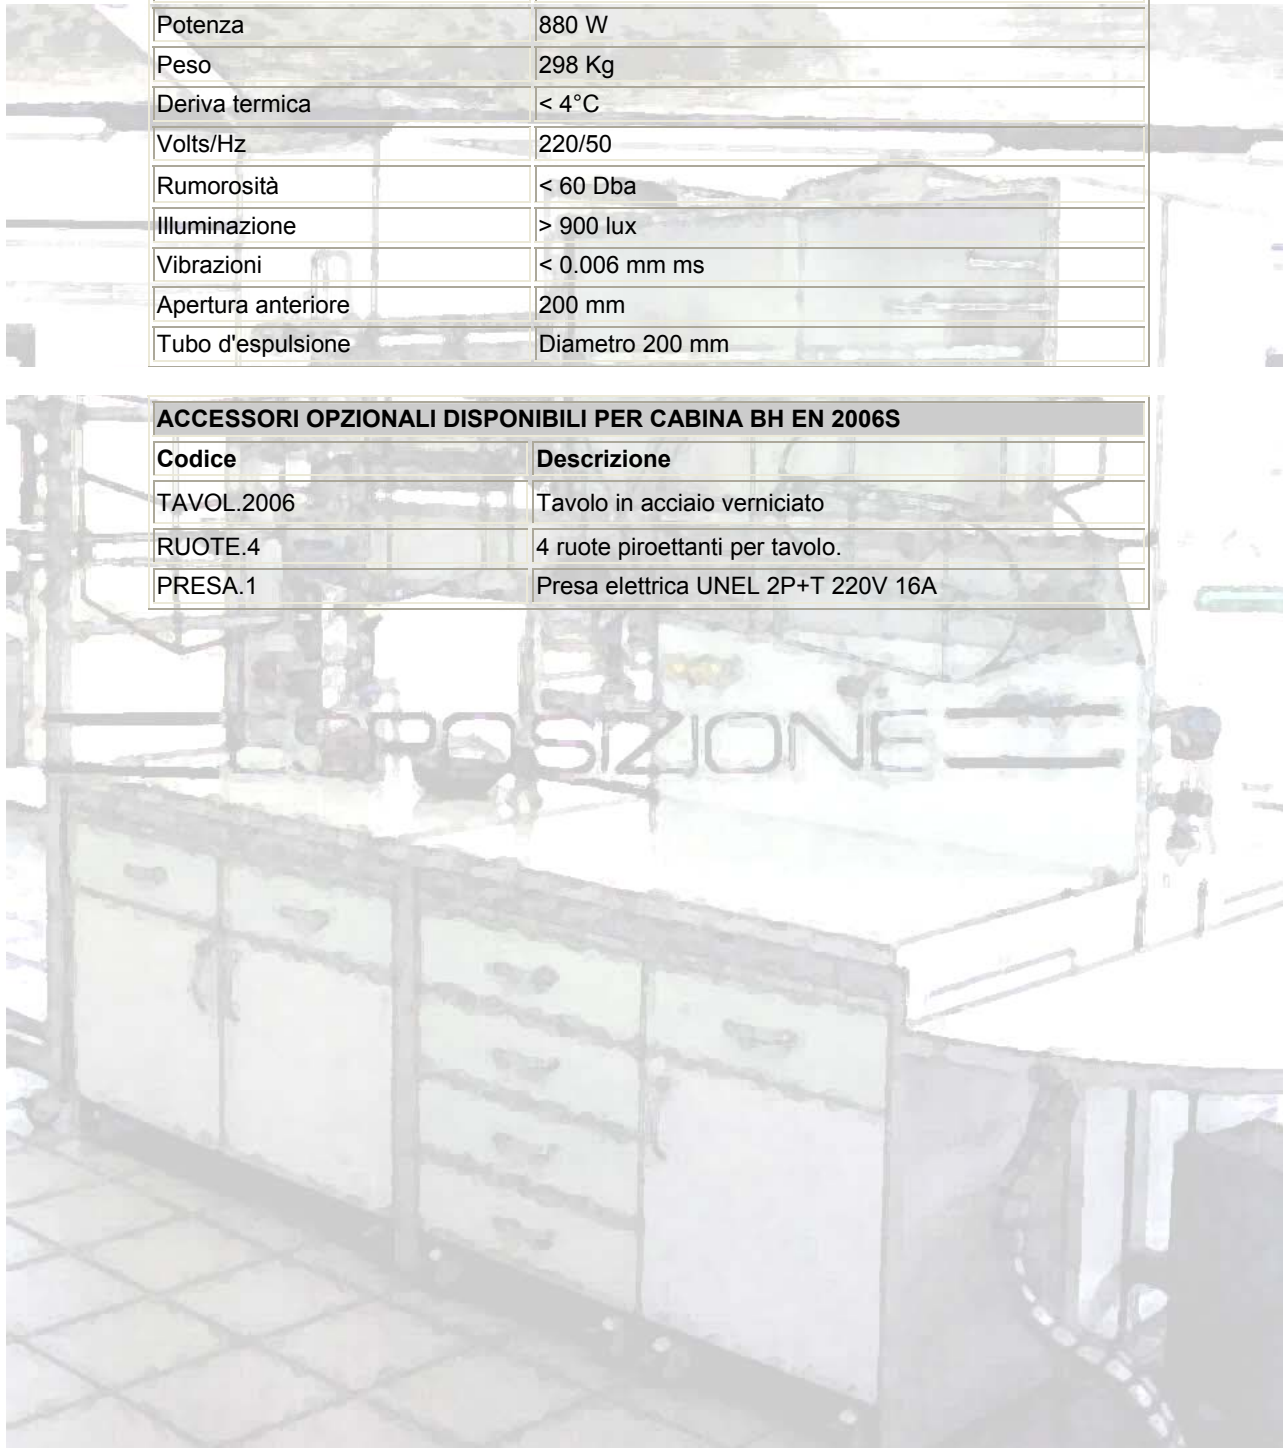 Potenza 880 W
Peso 298 Kg
Deriva termica < 4°C
Volts/Hz 220/50
Rumorosità < 60 Dba
Illuminazione > 900 lux
Vibrazioni < 0.006 mm ms
Apertura anteriore 200 mm
Tubo d'espulsione Diametro 200 mm
ACCESSORI OPZIONALI DISPONIBILI PER CABINA BH EN 2006S
Codice Descrizione
TAVOL.2006 Tavolo in acciaio verniciato
RUOTE.4 4 ruote piroettanti per tavolo.
PRESA.1 Presa elettrica UNEL 2P+T 220V 16A